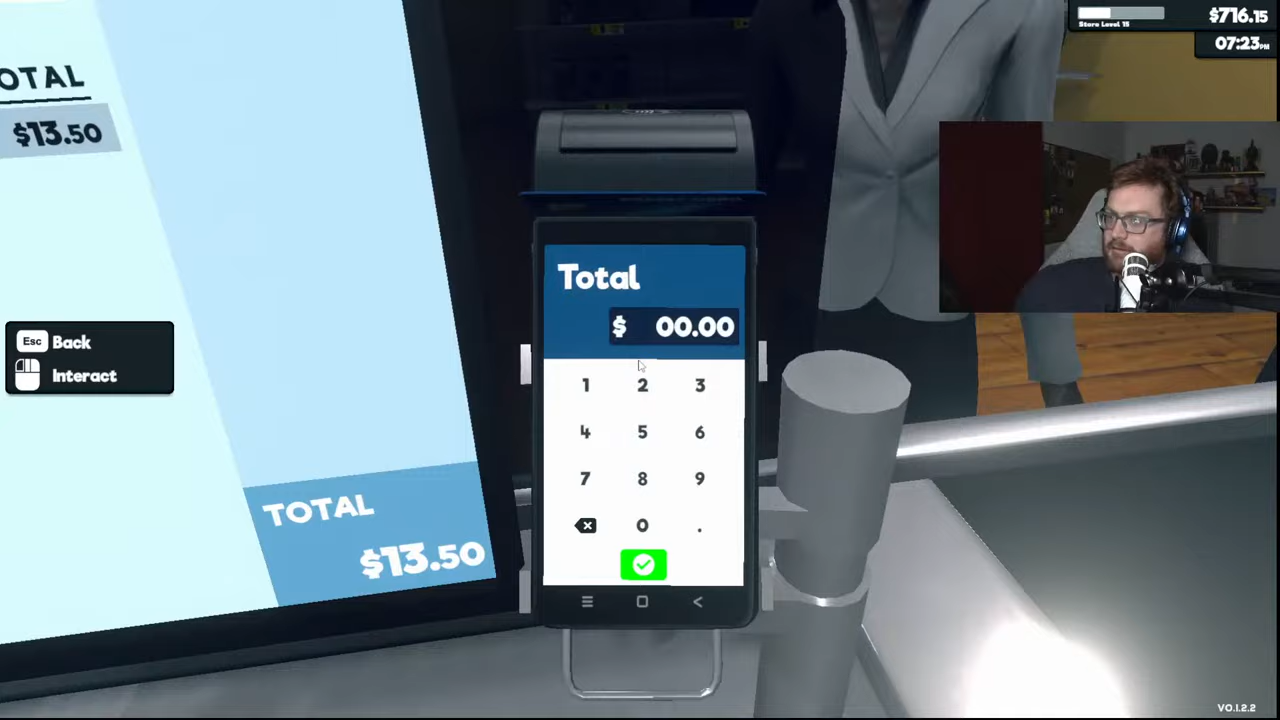 $716.15
Store Level 15
07:23PM
OTAL
$13.50
Total
$ 00.00
Esc Back
Interact
1 2 3
4 5 6
7 8 9
0 .
TOTAL
$13.50
V0.1.2.2